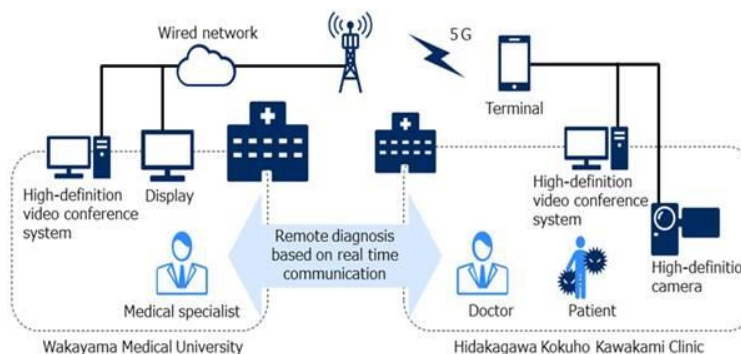 Wired network
5G
Terminal
High-definition
video conference
system
Display
High-definition
video conference
system
Remote diagnosis
based on real time
communication
High-definitio
camera
Medical specialist
Doctor
Patient
Wakayama Medical University
Hidakagawa Kokuho Kawakami Clinic